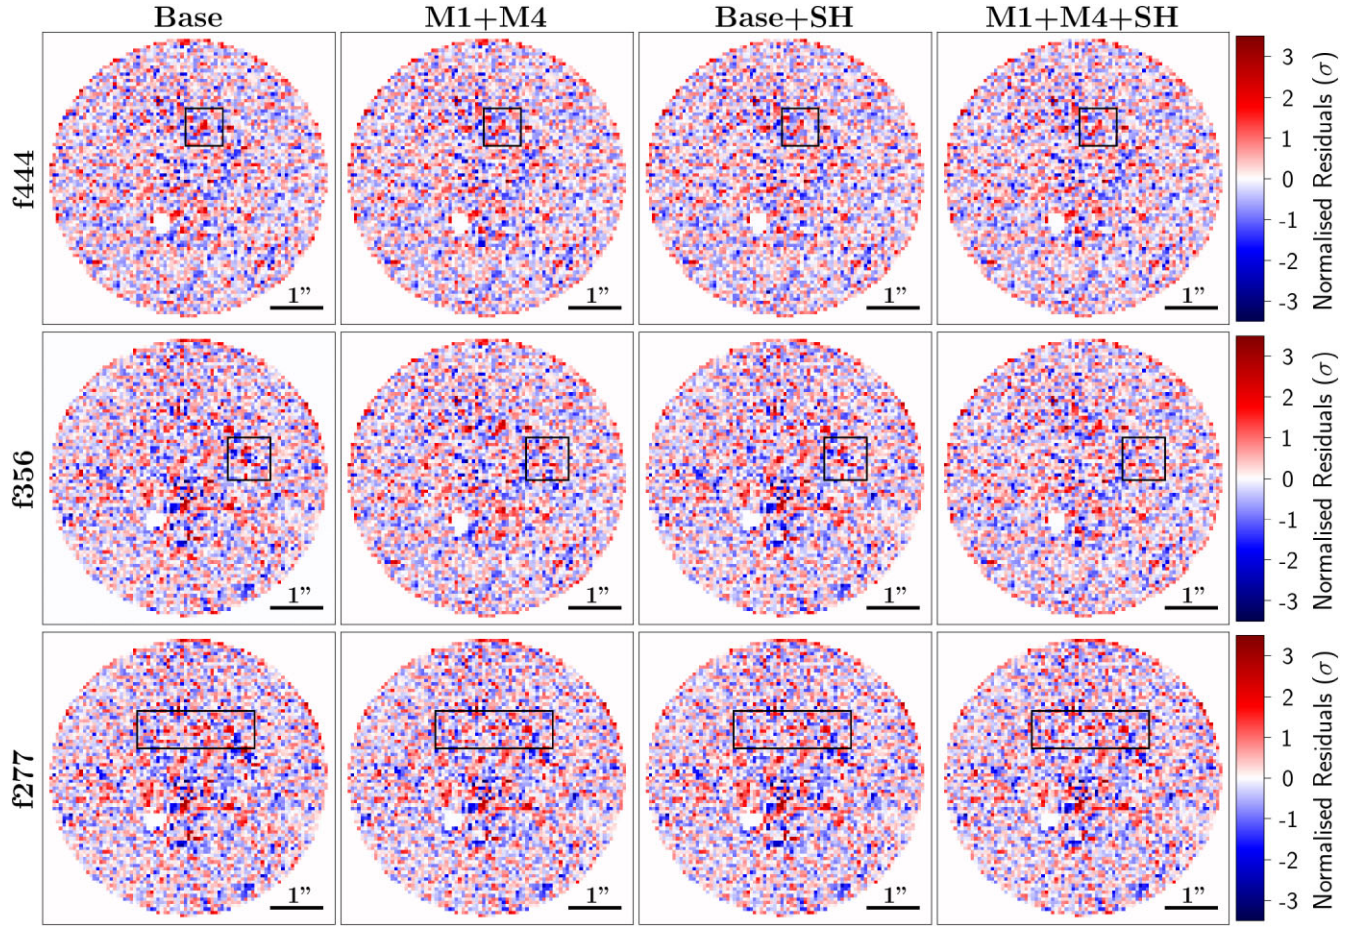 Base M1+M4 Base+SH M1+M4+SH
f444
1” 1” 1” 1”
3
2
1
0
-1
-2
-3
Normalised Residuals (σ)
f356
1” 1” 1” 1”
3
2
1
0
-1
-2
-3
Normalised Residuals (σ)
f277
1” 1” 1” 1”
3
2
1
0
-1
-2
-3
Normalised Residuals (σ)